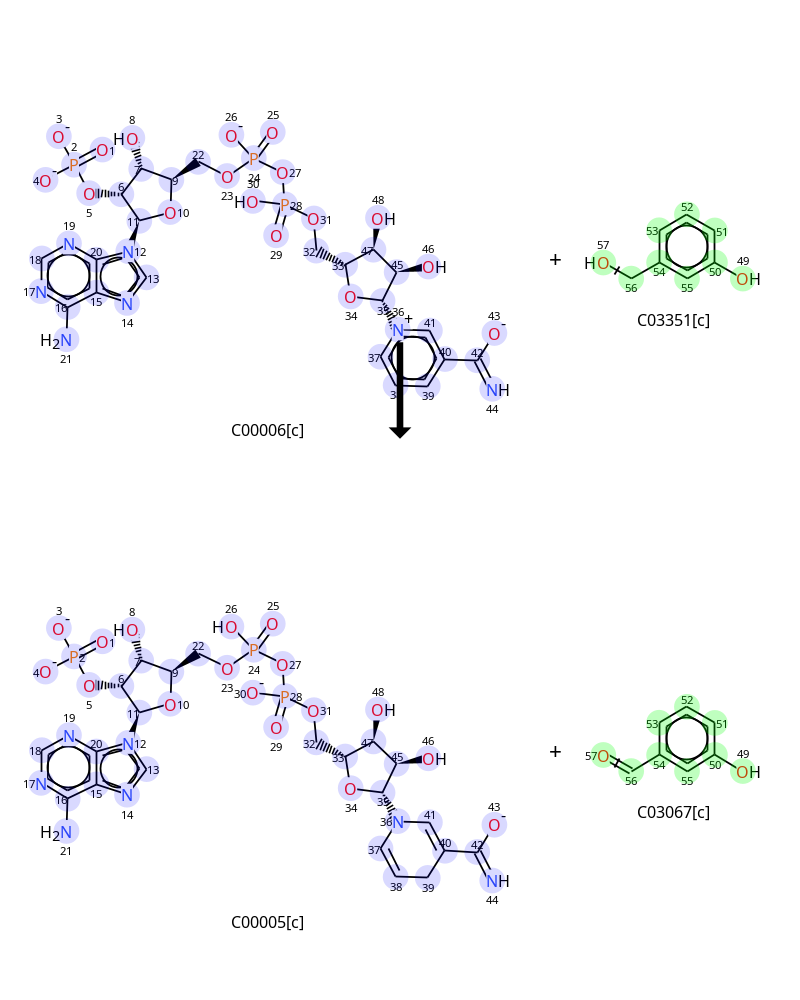 26 25
3 8
O⁻ 2 HO O⁻ O
P O1 22 P O27
4O⁻ 7 24
O 6 9 O 30 48
5 O10 23 HO P28 O31 OH 52
19 11 O 47 46 53 51
N 20 N12 29 32 33 45 OH 57
18 13 + HO 54 50 49
17N 15 N O 35 36 43 56 55 OH
16 14 34 N⁺ 41 O⁻ C03351[c]
H₂N 37 40 42
21 38 39 NH
44
C00006[c]
26 25
3 8
O⁻ HO HO O
P2 O1 22 P O27
4O⁻ 7 24
O 6 9 O 30O⁻ P28 48
5 O10 23 O31 OH 52
19 11 O 47 46 53 51
N 20 N12 29 32 33 45 OH
18 13 + 57O 54 50 49
17N 15 N O 35 43 56 55 OH
16 14 34 36N 41 O⁻ C03067[c]
H₂N 37 40 42
21 38 39 NH
44
C00005[c]